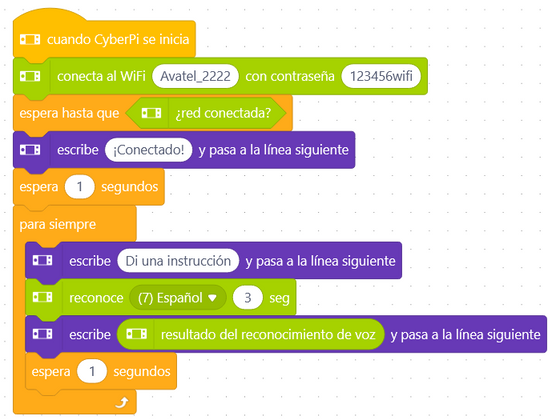 cuando CyberPi se inicia
conecta al WiFi Avatel_2222 con contraseña 123456wifi
espera hasta que ¿red conectada?
escribe ¡Conectado! y pasa a la línea siguiente
espera 1 segundos
para siempre
escribe Di una instrucción y pasa a la línea siguiente
reconoce (7) Español 3 seg
escribe resultado del reconocimiento de voz y pasa a la línea siguiente
espera 1 segundos